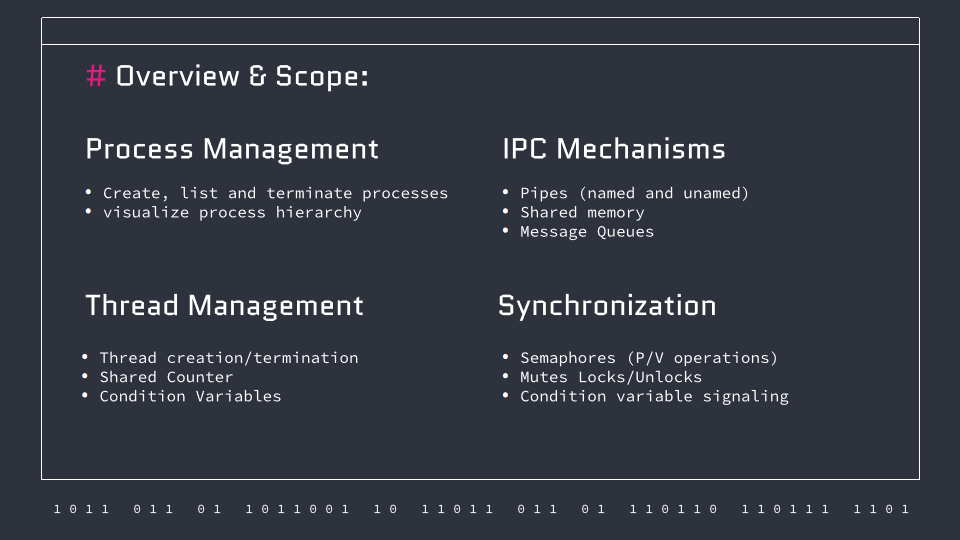 # Overview & Scope:
Process Management
• Create, list and terminate processes
• visualize process hierarchy
IPC Mechanisms
• Pipes (named and unamed)
• Shared memory
• Message Queues
Thread Management
• Thread creation/termination
• Shared Counter
• Condition Variables
Synchronization
• Semaphores (P/V operations)
• Mutes Locks/Unlocks
• Condition variable signaling
1011 011 01 1011001 10 11011 011 01 110110 110111 1101